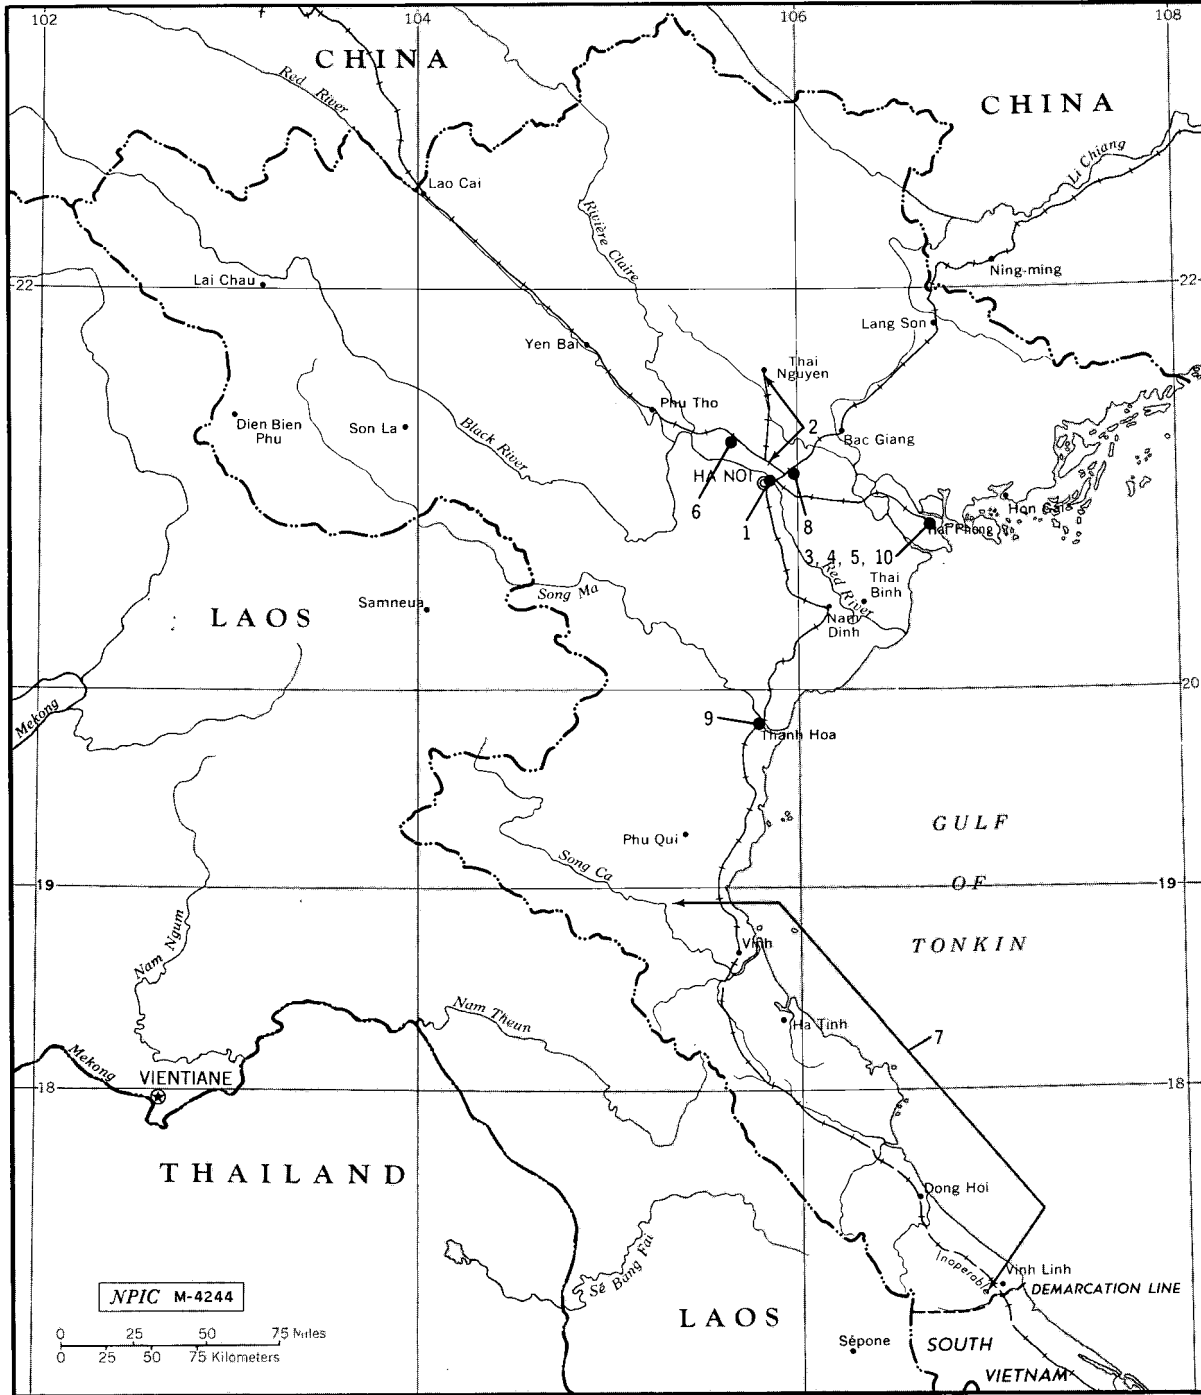 102
104
106
108
CHINA
Red River
CHINA
Li Chiang
Lao Cai
Rivière Claire
Ning-ming
Lai Chau
22
22
Lang Son
Yen Bai
Thai
Nguyen
Phu Tho
Dien Bien
Phu
Son La
Black River
2
Bac Giang
HA NOI
6
1
8
Hon Gai
Hai Phong
3, 4, 5, 10
Red River
Thai
Binh
Song Ma
Samneua
LAOS
Nam
Dinh
20
Mekong
9
Thanh Hoa
GULF
OF
TONKIN
Phu Qui
Song Ca
19
19
Nam Ngum
Vinh
Nam Theun
Ha Tinh
7
Mekong
VIENTIANE
18
18
THAILAND
Dong Hoi
Sé Bang Fai
Inoperable
Vinh Linh
DEMARCATION LINE
NPIC M-4244
LAOS
0 25 50 75 Miles
0 25 50 75 Kilometers
Sépone
SOUTH
VIETNAM